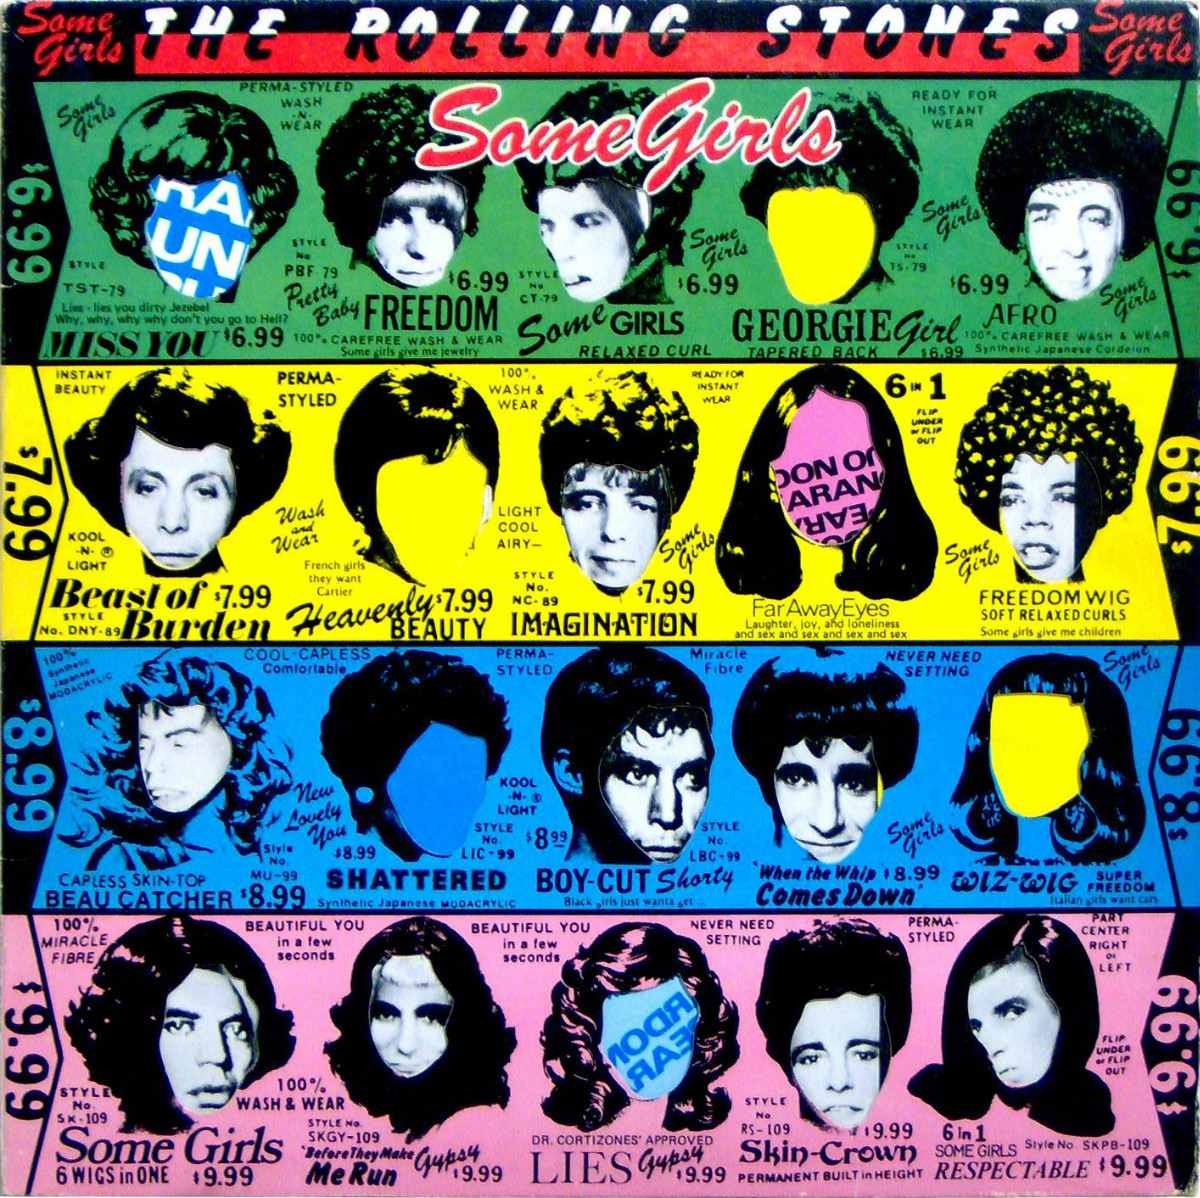 Some Girls
THE ROLLING STONES
Some Girls
Some Girls
$6.99
$6.99
Some Girls
PERMA-STYLED
WASH
-N-
WEAR
READY FOR
INSTANT
WEAR
Some Girls
Some Girls
Some Girls
RA
UN
STYLE
TST-79
Lies - lies you dirty Jezebel
Why, why, why why don't you go to Hell?
MISS YOU $6.99
STYLE
No
PBF-79
Pretty Baby
FREEDOM
$6.99
100% CAREFREE WASH & WEAR
Some girls give me jewelry
STYLE
No
CT-79
$6.99
Some GIRLS
RELAXED CURL
STYLE
No
TS-79
GEORGIE Girl
TAPERED BACK $6.99
$6.99
AFRO
Some Girls
100% CAREFREE WASH & WEAR
Synthetic Japanese Cordelon
$7.99
$7.99
INSTANT
BEAUTY
PERMA-
STYLED
100%
WASH &
WEAR
READY FOR
INSTANT
WEAR
6 IN 1
FLIP
UNDER
or FLIP
OUT
KOOL
-N- ®
LIGHT
Beast of $7.99
STYLE
No. DNY-89 Burden
Wash
and
Wear
French girls
they want
Cartier
Heavenly $7.99
BEAUTY
LIGHT
COOL
AIRY—
STYLE
No.
NC-89
$7.99
IMAGINATION
Some Girls
OON OO
ARAN
EARA
Far Away Eyes
Laughter, joy, and loneliness
and sex and sex and sex and sex
Some Girls
FREEDOM WIG
SOFT RELAXED CURLS
Some girls give me children
$8.99
$8.99
100%
Synthetic
Japanese
MODACRYLIC
COOL-CAPLESS
Comfortable
PERMA-
STYLED
Miracle
Fibre
NEVER NEED
SETTING
Some Girls
New
Lovely
You
Style
No.
MU-99
CAPLESS SKIN-TOP
BEAU CATCHER $8.99
KOOL
-N- ®
LIGHT
STYLE
No.
LIC-99
$8.99
SHATTERED
Synthetic Japanese MODACRYLIC
$8.99
STYLE
No.
LBC-99
BOY-CUT Shorty
Black girls just wanta get...
Some Girls
'When the Whip $8.99
Comes Down'
WIZ-WIG SUPER
FREEDOM
Italian girls want cars
$9.99
$9.99
100%
MIRACLE
FIBRE
BEAUTIFUL YOU
in a few
seconds
BEAUTIFUL YOU
in a few
seconds
NEVER NEED
SETTING
PERMA-
STYLED
PART
CENTER
RIGHT
or
LEFT
STYLE
No.
SK-109
Some Girls
6 WIGS in ONE $9.99
100%
WASH & WEAR
STYLE No.
SKGY-109
'Before They Make
Me Run
Gypsy
$9.99
RDOM
EAR
DR. CORTIZONES' APPROVED
LIES Gypsy
$9.99
STYLE
No
RS-109
$9.99
Skin-Crown
PERMANENT BUILT in HEIGHT
FLIP
UNDER
or FLIP
OUT
6 in 1
SOME GIRLS Style No SKPB-109
RESPECTABLE $9.99